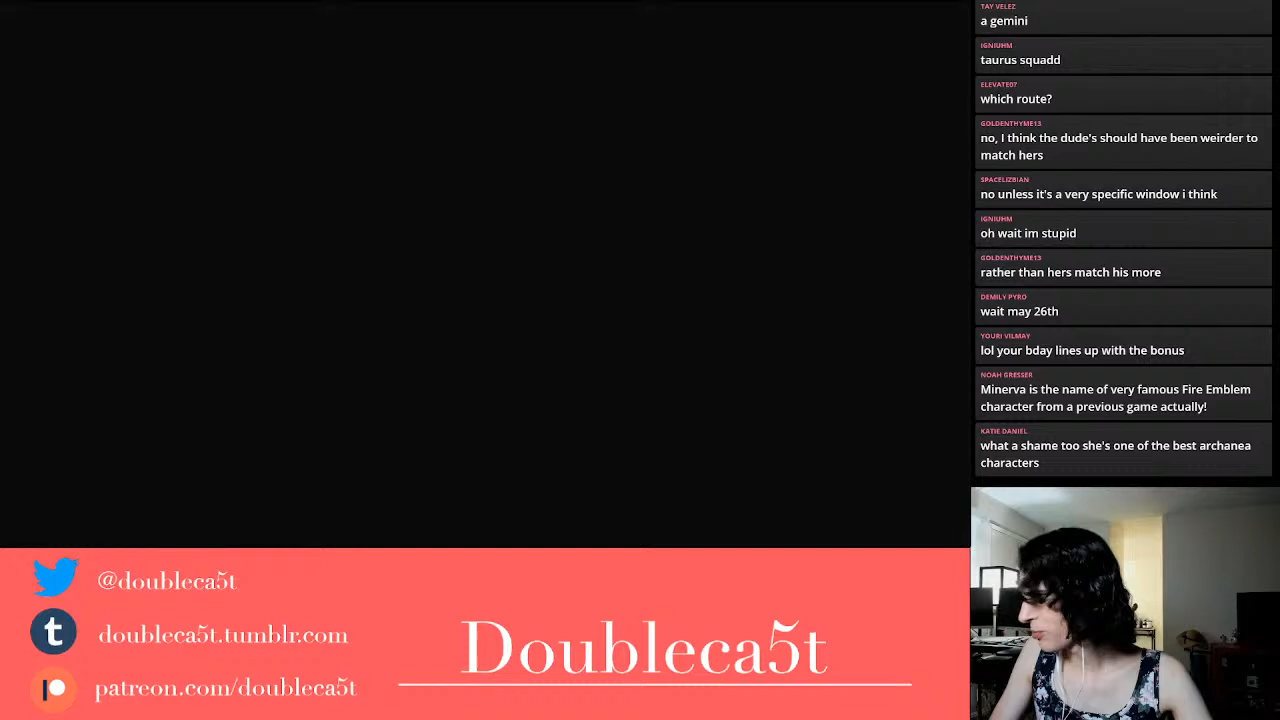 TAY VELEZ
a gemini
IGNIUHM
taurus squadd
ELEVATE0?
which route?
GOLDENTHYME13
no, I think the dude's should have been weirder to
match hers
SPACELIZBIAN
no unless it's a very specific window i think
IGNIUHM
oh wait im stupid
GOLDENTHYME13
rather than hers match his more
DEMILY PYRO
wait may 26th
YOURI VILMAY
lol your bday lines up with the bonus
NOAH GRESSER
Minerva is the name of very famous Fire Emblem
character from a previous game actually!
KATIE DANIEL
what a shame too she's one of the best archanea
characters
@doubleca5t
doubleca5t.tumblr.com
patreon.com/doubleca5t
Doubleca5t